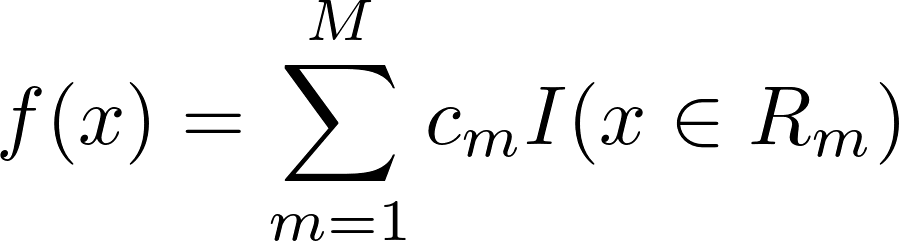 f(x) = \sum_{m=1}^{M} c_m I(x \in R_m)